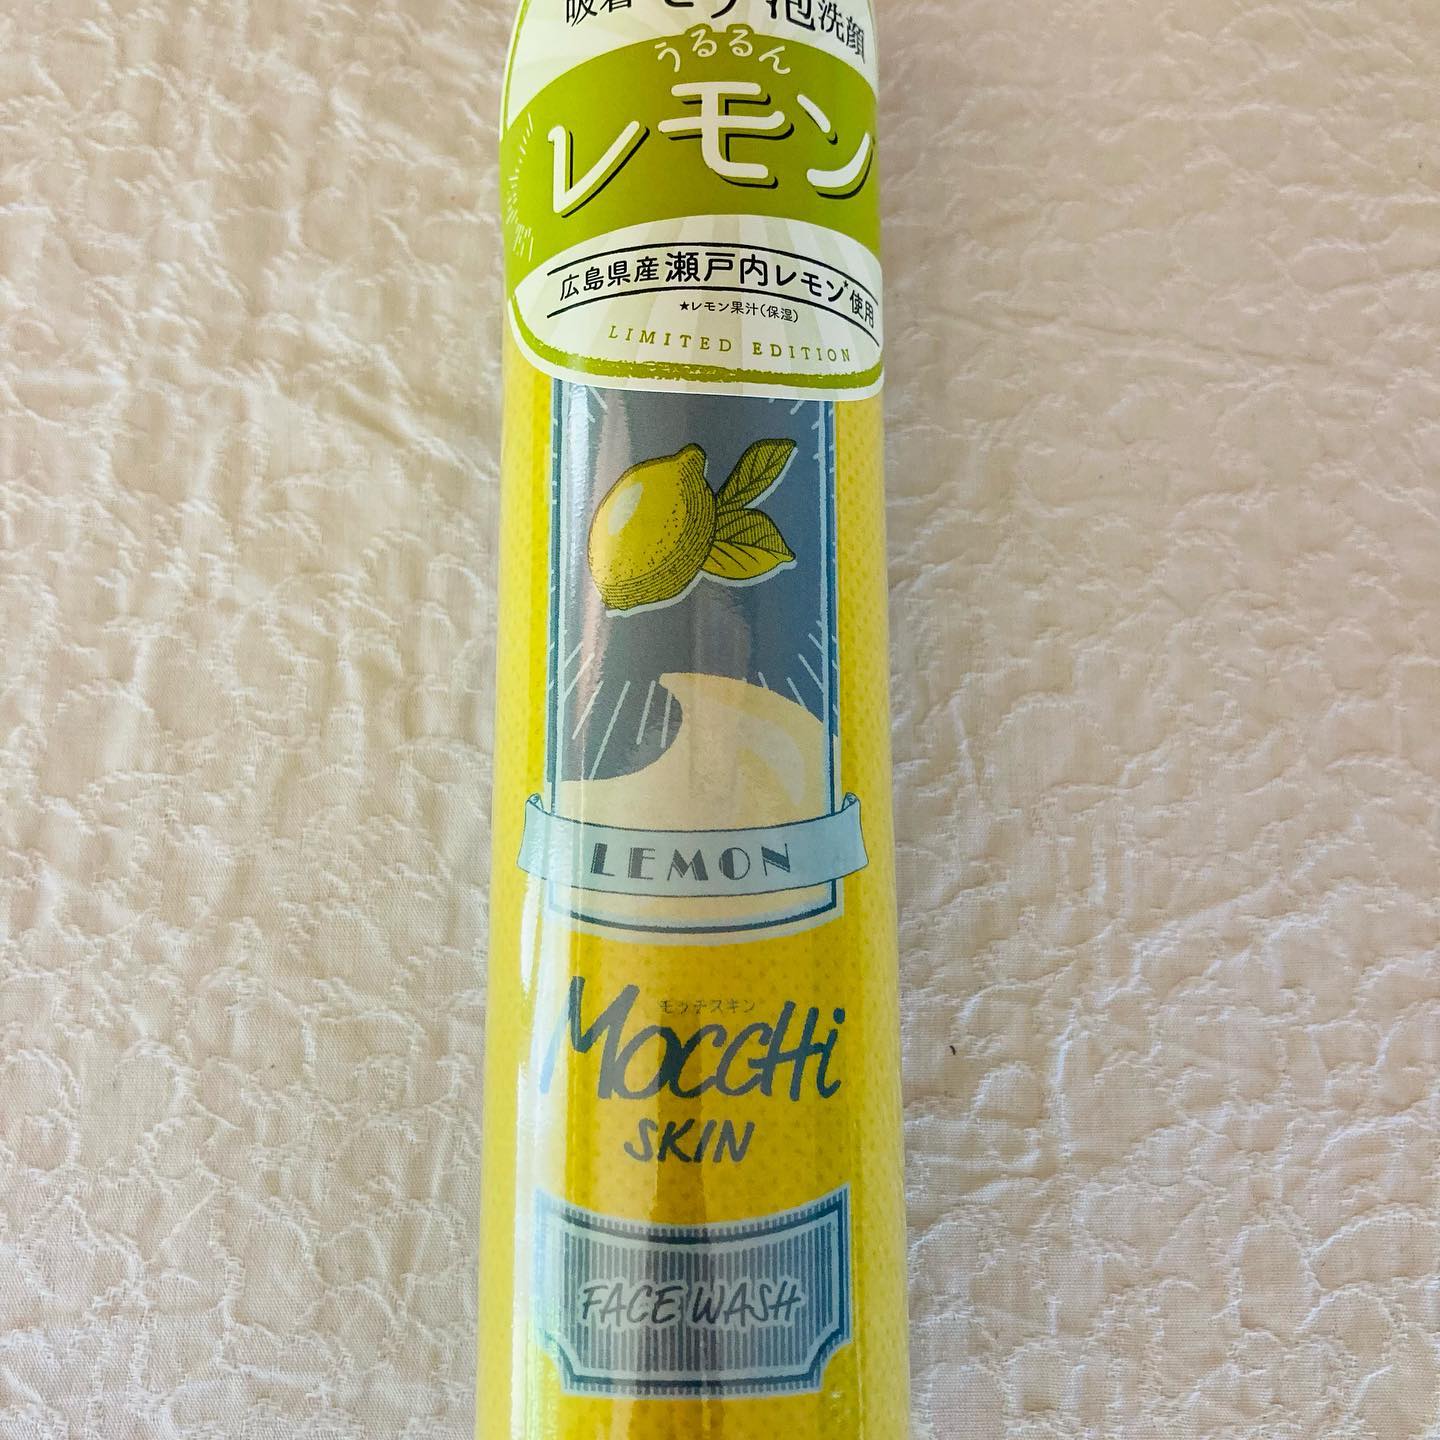 吸着モチ泡洗顔
うるるん
レモン
広島県産瀬戸内レモン★使用
★レモン果汁(保湿)
LIMITED EDITION
LEMON
モッチスキン
MOCCHi
SKIN
FACE WASH